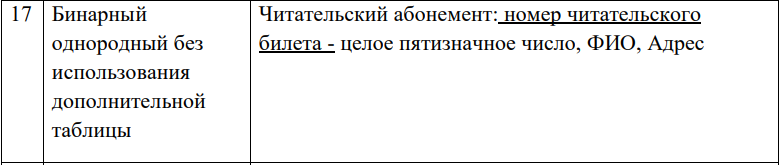 17
Бинарный
однородный без
использования
дополнительной
таблицы
Читательский абонемент: номер читательского
билета - целое пятизначное число, ФИО, Адрес